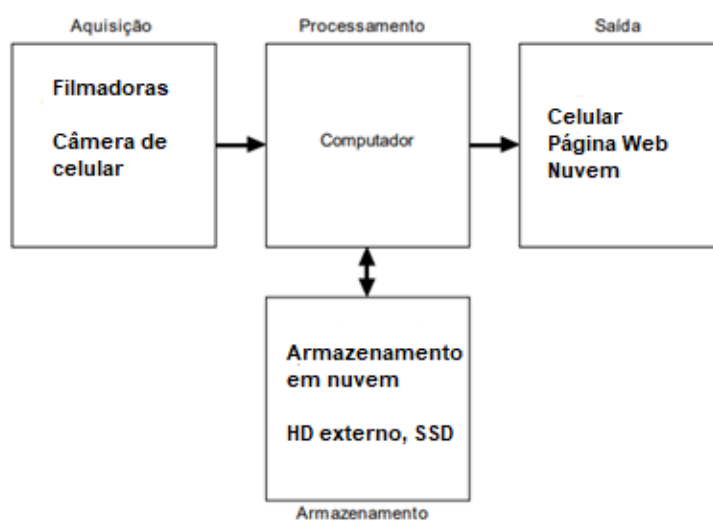 Aquisição
Processamento
Saída
Filmadoras
Câmera de
celular
Computador
Celular
Página Web
Nuvem
Armazenamento
em nuvem
HD externo, SSD
Armazenamento